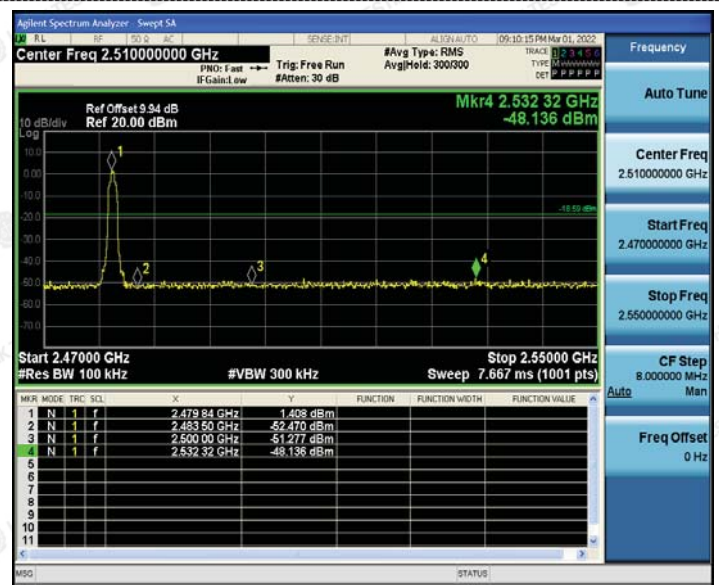 Agilent Spectrum Analyzer - Swept SA
RL RF 50 Ω AC SENSE:INT ALIGN AUTO 09:10:15 PM Mar 01, 2022
Center Freq 2.510000000 GHz
PNO: Fast
IFGain:Low
Trig: Free Run
#Atten: 30 dB
#Avg Type: RMS
Avg|Hold: 300/300
TRACE 1 2 3 4 5 6
TYPE M
DET P P P P P P
Ref Offset 9.94 dB
Ref 20.00 dBm
10 dB/div
Log
Mkr4 2.532 32 GHz
-48.136 dBm
10.0
0.00
-10.0
-20.0
-30.0
-40.0
-50.0
-60.0
-70.0
1
2
3
4
-18.59 dBm
Start 2.47000 GHz
Stop 2.55000 GHz
#Res BW 100 kHz
#VBW 300 kHz
Sweep 7.667 ms (1001 pts)
MKR MODE TRC SCL X Y FUNCTION FUNCTION WIDTH FUNCTION VALUE
1 N 1 f 2.479 84 GHz 1.408 dBm
2 N 1 f 2.483 50 GHz -52.470 dBm
3 N 1 f 2.500 00 GHz -51.277 dBm
4 N 1 f 2.532 32 GHz -48.136 dBm
5
6
7
8
9
10
11
MSG
STATUS
Frequency
Auto Tune
Center Freq
2.510000000 GHz
Start Freq
2.470000000 GHz
Stop Freq
2.550000000 GHz
CF Step
8.000000 MHz
Auto Man
Freq Offset
0 Hz